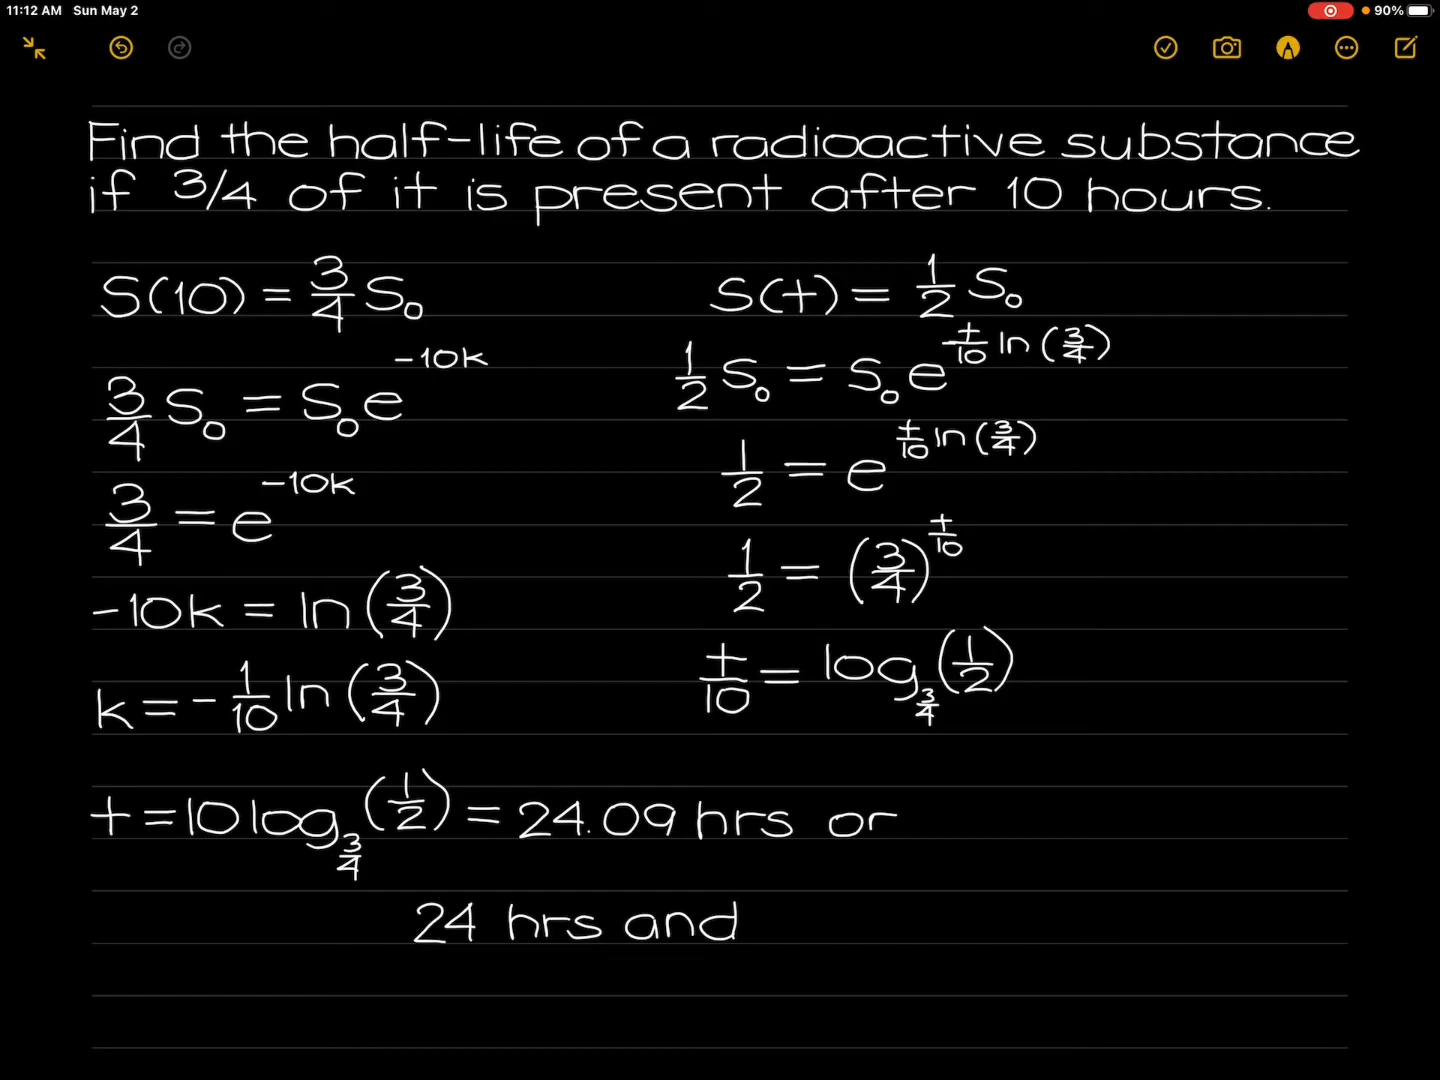 11:12 AM Sun May 2
90%
Find the half-life of a radioactive substance
if 3/4 of it is present after 10 hours.
S(10) = 3/4 S₀
3/4 S₀ = S₀e^(-10k)
3/4 = e^(-10k)
-10k = ln(3/4)
k = -1/10 ln(3/4)
S(t) = 1/2 S₀
1/2 S₀ = S₀e^(t/10 ln(3/4))
1/2 = e^(t/10 ln(3/4))
1/2 = (3/4)^(t/10)
t/10 = log_(3/4)(1/2)
t = 10 log_(3/4)(1/2) = 24.09 hrs or
24 hrs and